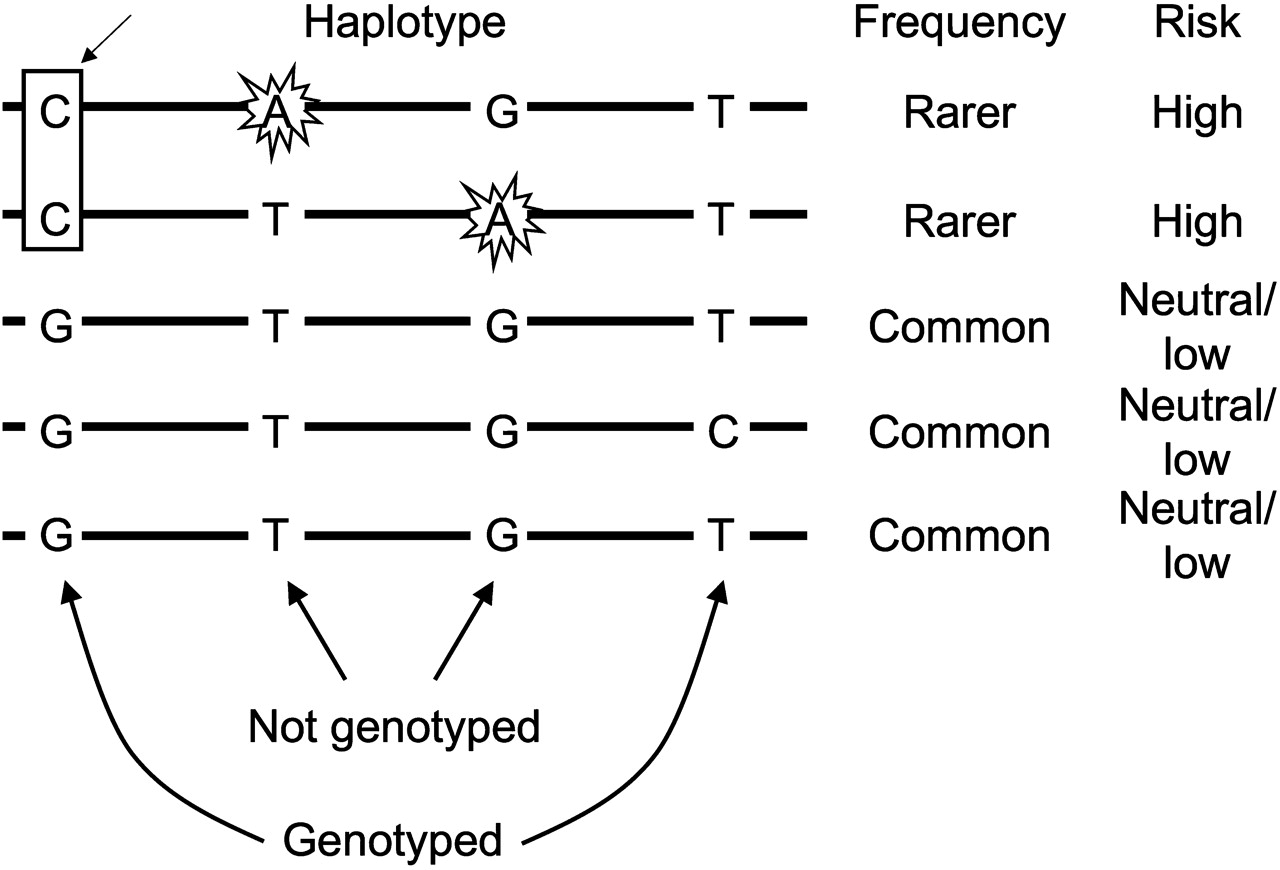 Haplotype Frequency Risk
C A G T Rarer High
C T A T Rarer High
G T G T Common Neutral/
low
G T G C Common Neutral/
low
G T G T Common Neutral/
low
Not genotyped
Genotyped